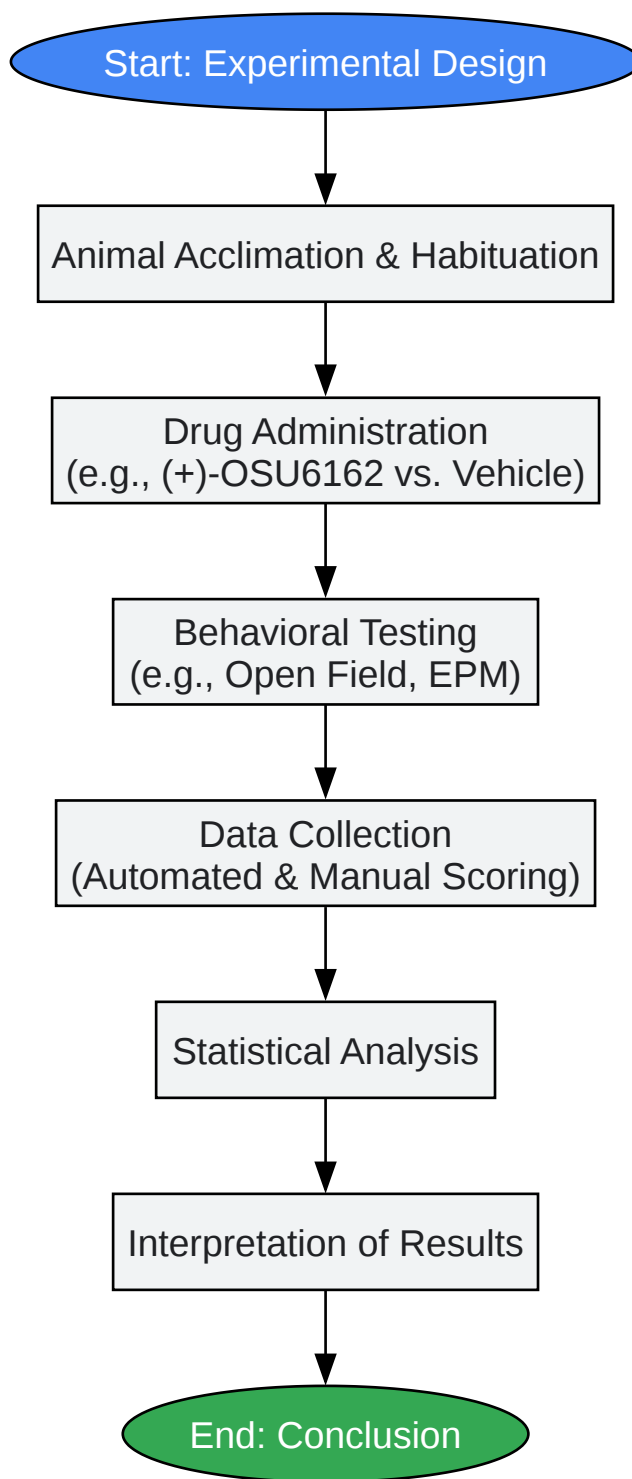 Start: Experimental Design
Animal Acclimation & Habituation
Drug Administration
(e.g., (+)-OSU6162 vs. Vehicle)
Behavioral Testing
(e.g., Open Field, EPM)
Data Collection
(Automated & Manual Scoring)
Statistical Analysis
Interpretation of Results
End: Conclusion